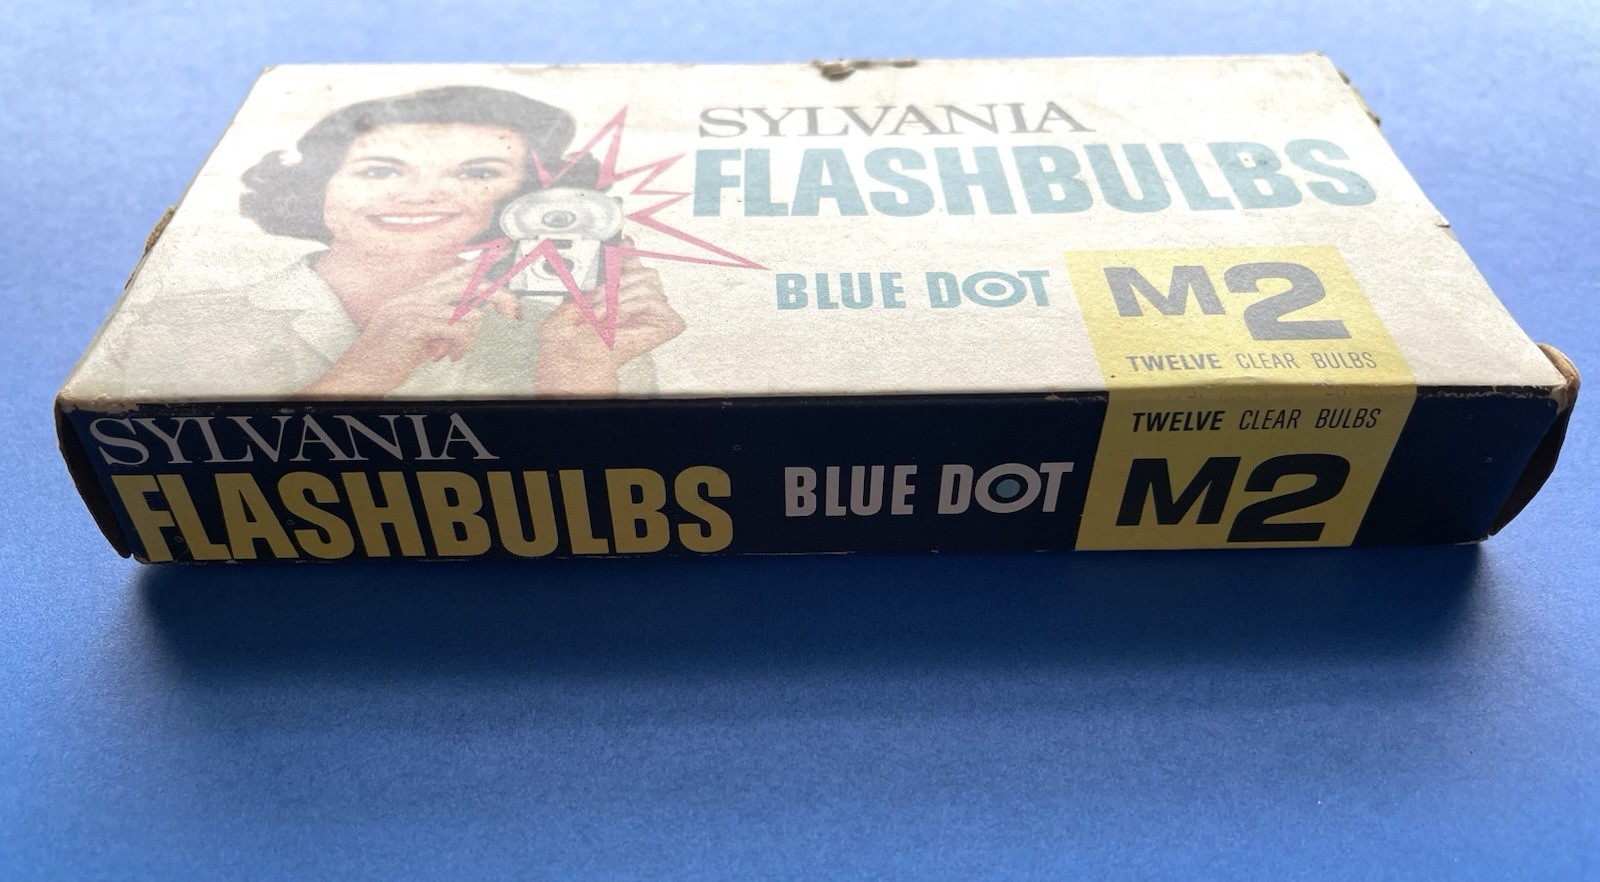 SYLVANIA
FLASHBULBS
BLUE DOT
M2
TWELVE CLEAR BULBS
SYLVANIA
FLASHBULBS
BLUE DOT
TWELVE CLEAR BULBS
M2